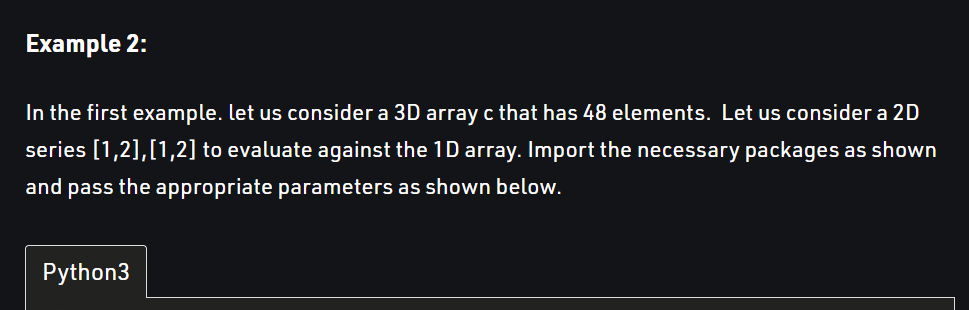 Example 2:
In the first example. let us consider a 3D array c that has 48 elements.  Let us consider a 2D
series [1,2],[1,2] to evaluate against the 1D array. Import the necessary packages as shown
and pass the appropriate parameters as shown below.
Python3